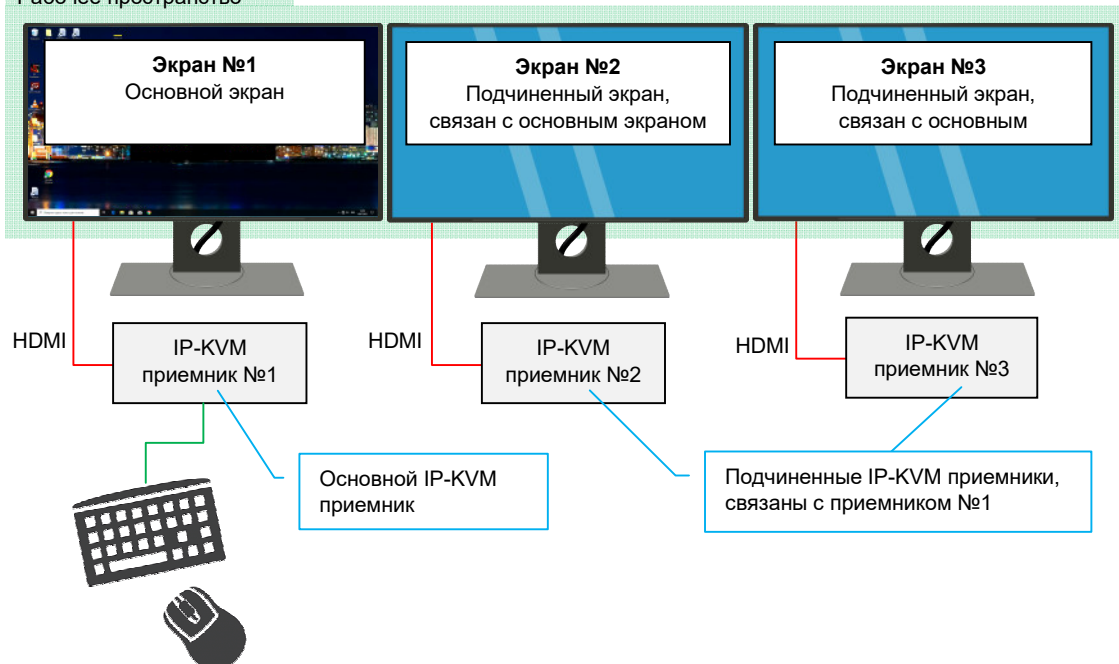 Рабочее пространство
Экран №1
Основной экран
Экран №2
Подчиненный экран,
связан с основным экраном
Экран №3
Подчиненный экран,
связан с основным
HDMI
IP-KVM
приемник №1
HDMI
IP-KVM
приемник №2
HDMI
IP-KVM
приемник №3
Основной IP-KVM
приемник
Подчиненные IP-KVM приемники,
связаны с приемником №1